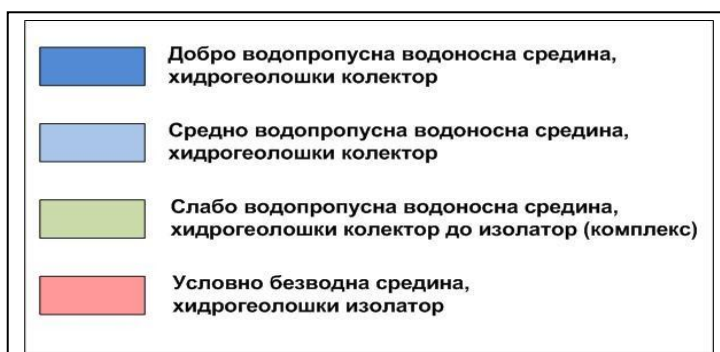 Добро водопропусна водоносна средина,
хидрогеолошки колектор
Средно водопропусна водоносна средина,
хидрогеолошки колектор
Слабо водопропусна водоносна средина,
хидрогеолошки колектор до изолатор (комплекс)
Условно безводна средина,
хидрогеолошки изолатор